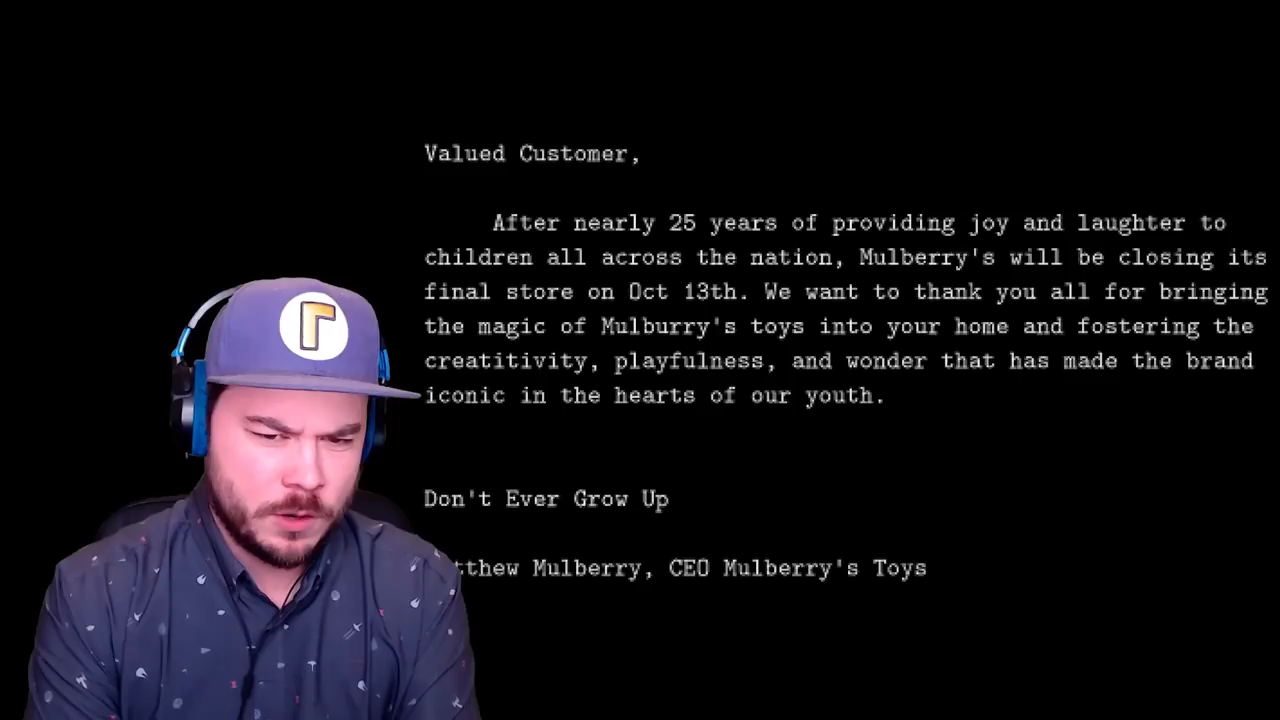 Valued Customer,
After nearly 25 years of providing joy and laughter to
children all across the nation, Mulberry's will be closing its
final store on Oct 13th. We want to thank you all for bringing
the magic of Mulburry's toys into your home and fostering the
creatitivity, playfulness, and wonder that has made the brand
iconic in the hearts of our youth.
Don't Ever Grow Up
tthew Mulberry, CEO Mulberry's Toys